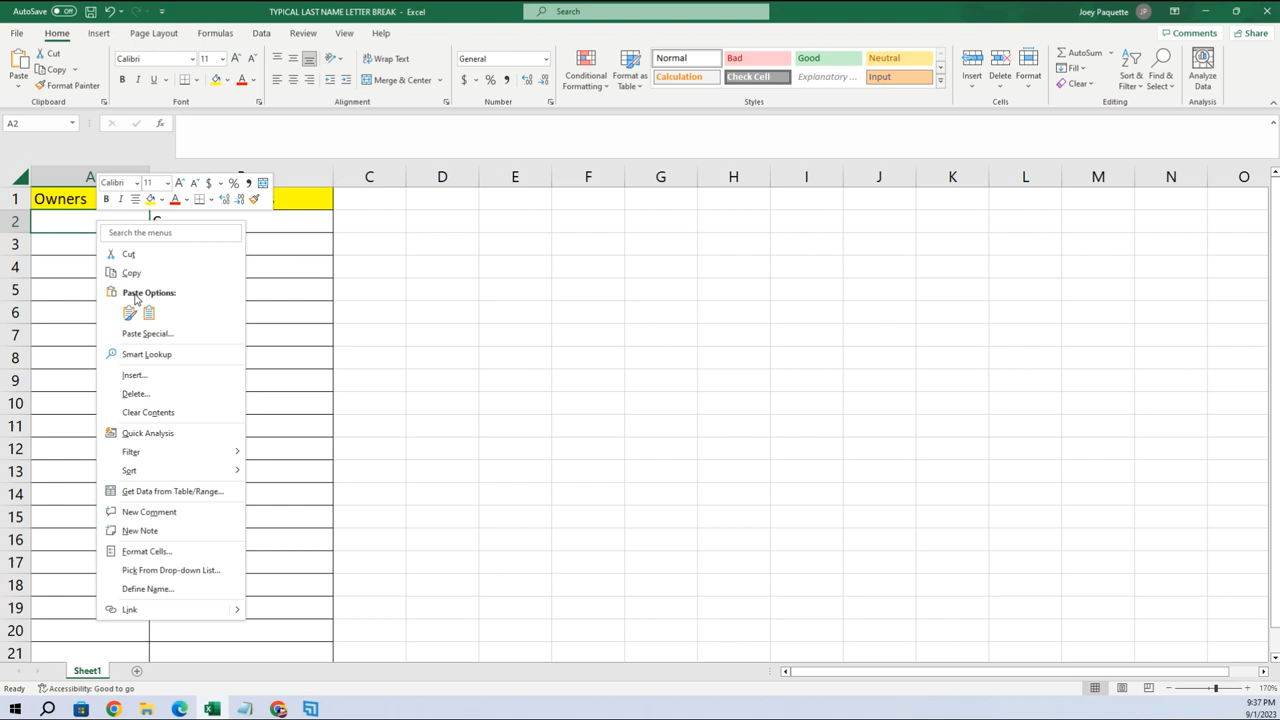 AutoSave Off TYPICAL LAST NAME LETTER BREAK - Excel Search Joey Paquette JP
File Home Insert Page Layout Formulas Data Review View Help Comments Share
Paste Cut Copy Format Painter
Calibri 11
B I U
Wrap Text
Merge & Center
General
$ % ,
Conditional Formatting
Format as Table
Normal Bad Good Neutral
Calculation Check Cell Explanatory ... Input
Insert Delete Format
AutoSum
Fill
Clear
Sort & Filter
Find & Select
Analyze Data
Clipboard Font Alignment Number Styles Cells Editing Analysis
A2 fx
A C D E F G H I J K L M N O
Calibri 11 $ % ,
B I
1 Owners
2
3
4
5
6
7
8
9
10
11
12
13
14
15
16
17
18
19
20
21
Search the menus
Cut
Copy
Paste Options:
Paste Special...
Smart Lookup
Insert...
Delete...
Clear Contents
Quick Analysis
Filter
Sort
Get Data from Table/Range...
New Comment
New Note
Format Cells...
Pick From Drop-down List...
Define Name...
Link
Sheet1
Ready Accessibility: Good to go 170%
9:37 PM
9/1/2023